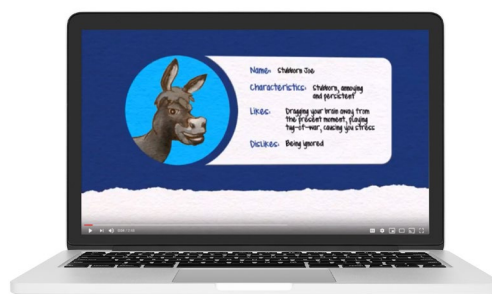 Name: Stubborn Joe
Characteristics: Stubborn, annoying
and persistent
Likes: Dragging your brain away from
the present moment, playing
tug-of-war, causing you stress
Dislikes: Being ignored